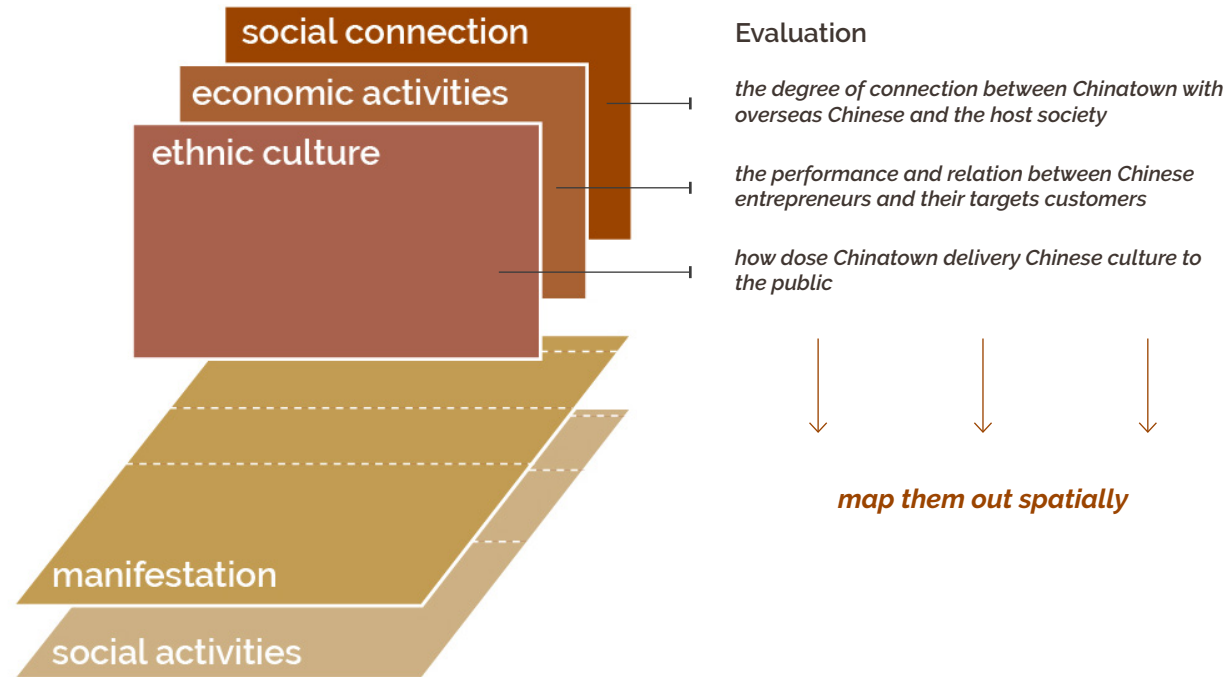 social connection
economic activities
ethnic culture
manifestation
social activities
Evaluation
the degree of connection between Chinatown with
overseas Chinese and the host society
the performance and relation between Chinese
entrepreneurs and their targets customers
how dose Chinatown delivery Chinese culture to
the public
map them out spatially